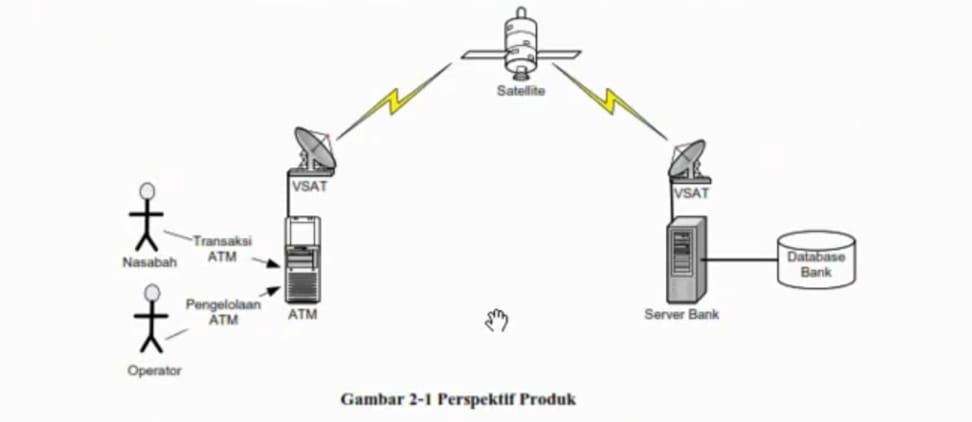 Satellite
VSAT
VSAT
Nasabah
Transaksi
ATM
Database
Bank
Pengelolaan
ATM
ATM
Server Bank
Operator
Gambar 2-1 Perspektif Produk